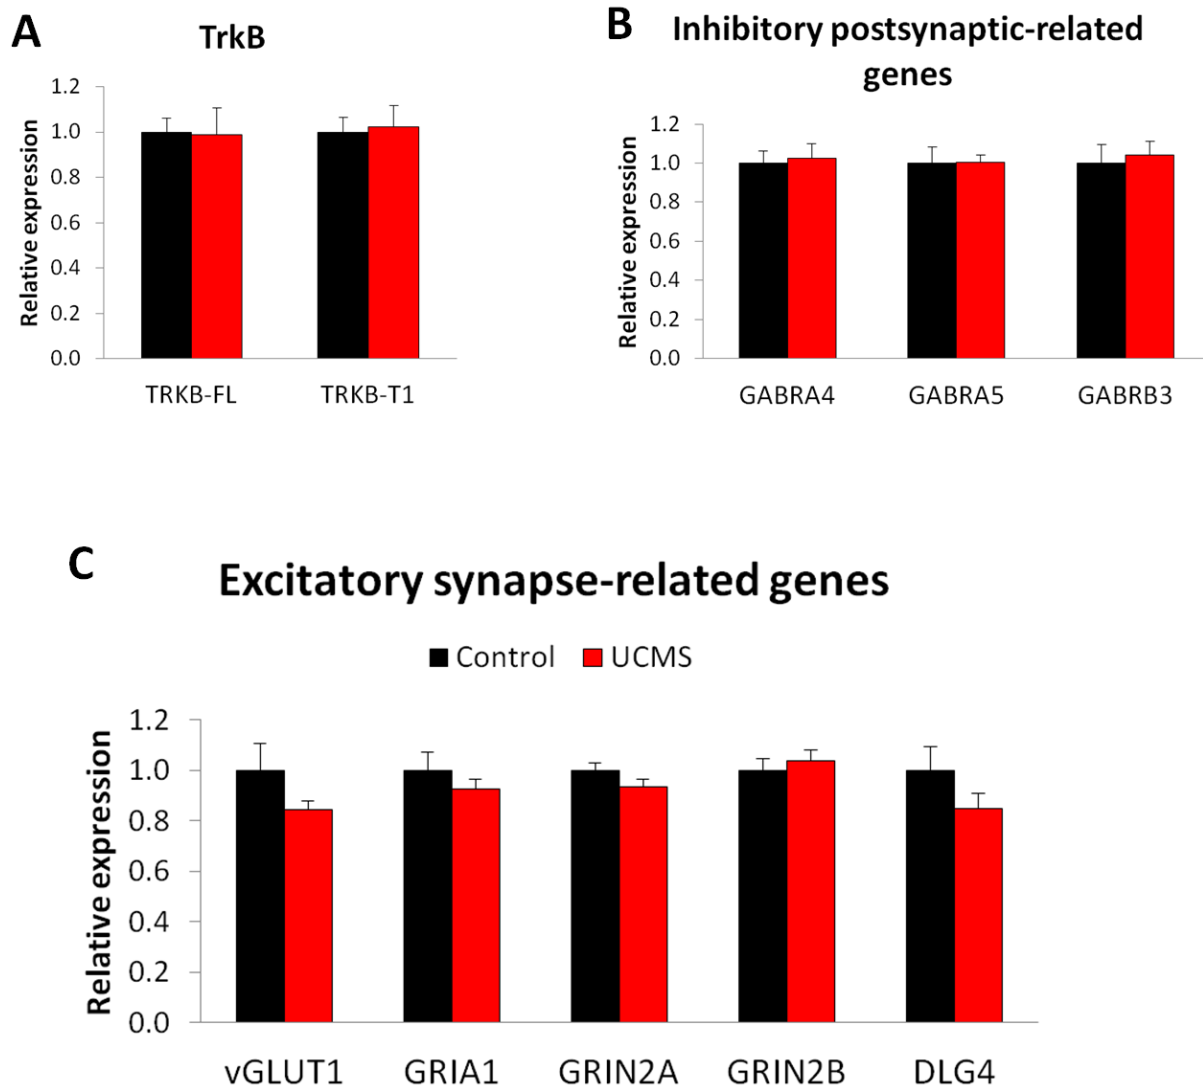 A
TrkB
Relative expression
1.2
1.0
0.8
0.6
0.4
0.2
0.0
TRKB-FL TRKB-T1
B
Inhibitory postsynaptic-related
genes
Relative expression
1.2
1.0
0.8
0.6
0.4
0.2
0.0
GABRA4 GABRA5 GABRB3
C
Excitatory synapse-related genes
Control UCMS
Relative expression
1.2
1.0
0.8
0.6
0.4
0.2
0.0
vGLUT1 GRIA1 GRIN2A GRIN2B DLG4